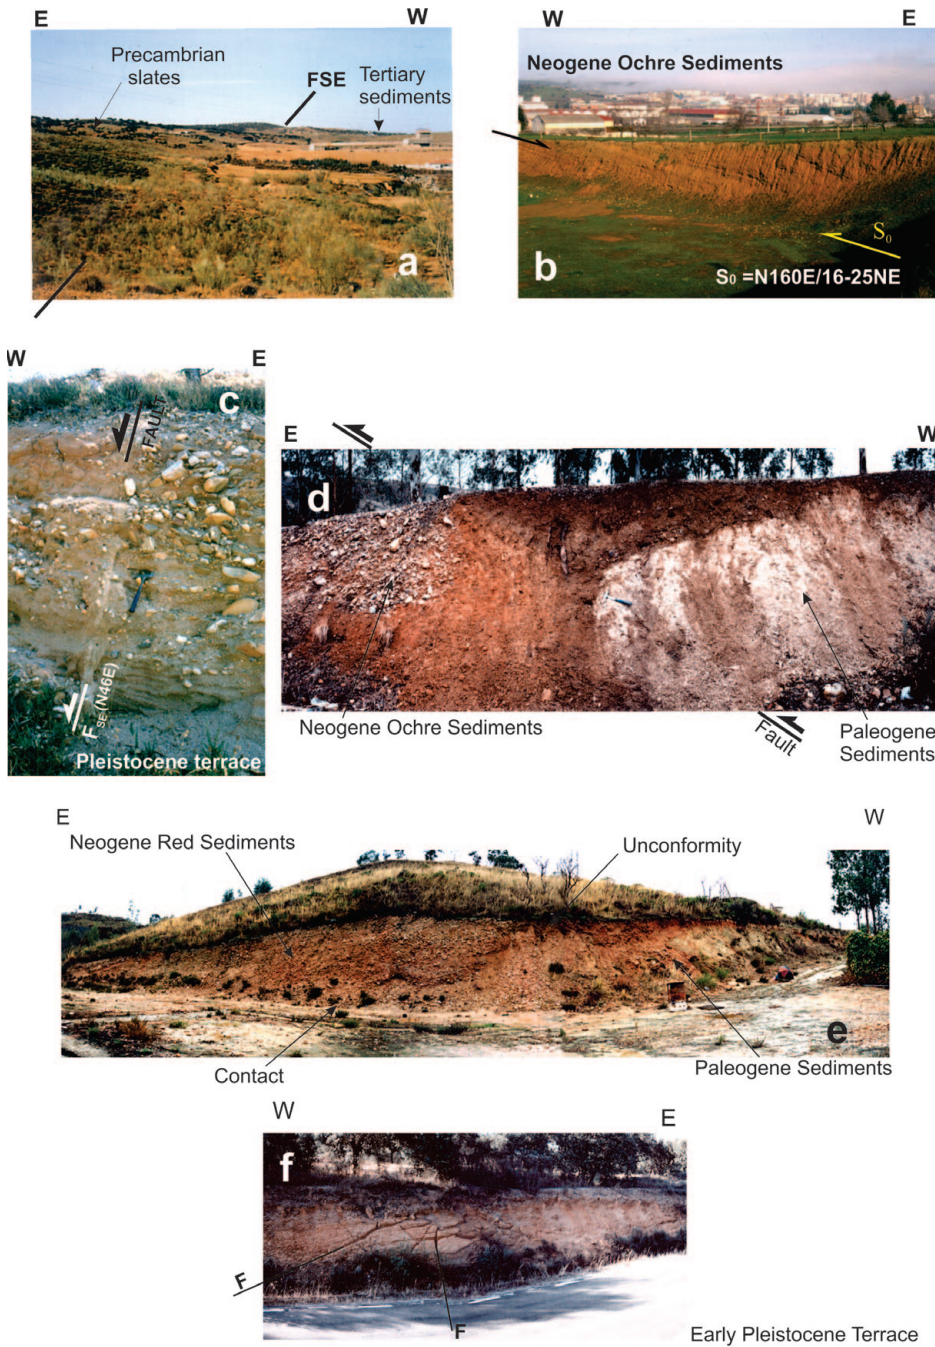 E
W
Precambrian
slates
FSE
Tertiary
sediments
a
W
E
Neogene Ochre Sediments
S0
b
S0 =N160E/16-25NE
W
E
c
FAULT
FSE (N46E)
Pleistocene terrace
E
W
d
Neogene Ochre Sediments
Fault
Paleogene
Sediments
E
W
Neogene Red Sediments
Unconformity
e
Contact
Paleogene Sediments
W
E
f
F
F
Early Pleistocene Terrace